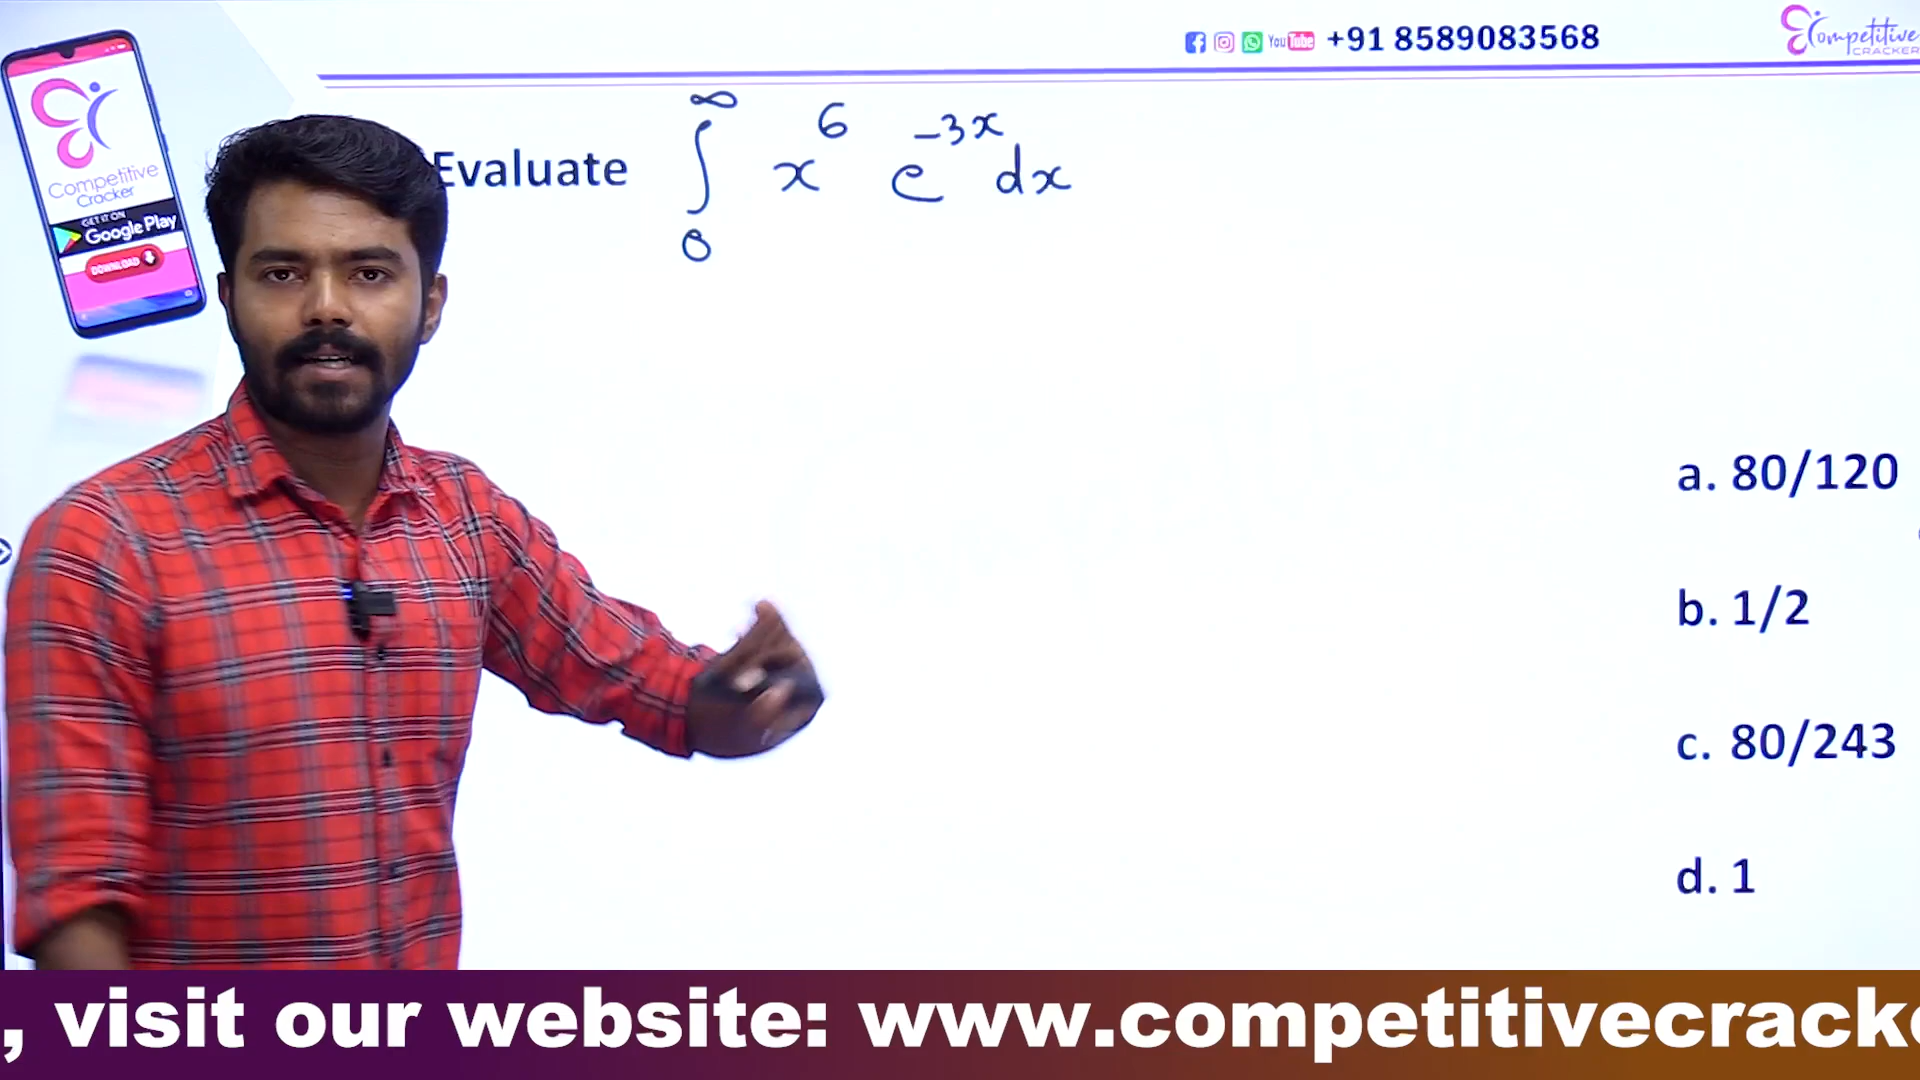 +91 8589083568
Competitive
CRACKER
Competitive
Cracker
GET IT ON
Google Play
DOWNLOAD
Evaluate ∫₀^∞ x⁶ e⁻³ˣ dx
a. 80/120
b. 1/2
c. 80/243
d. 1
, visit our website: www.competitivecrack